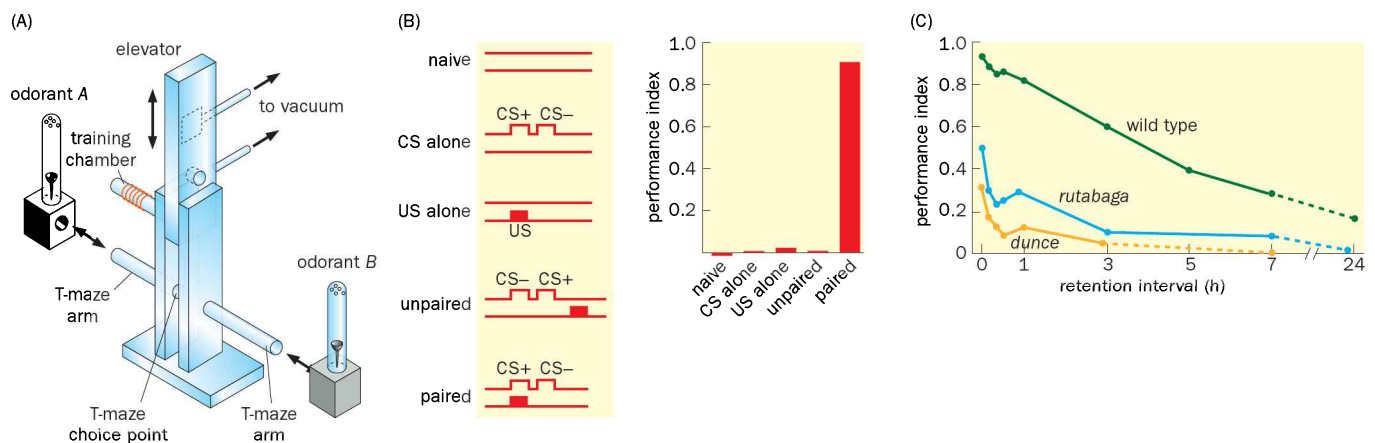 (A)
elevator
odorant A
to vacuum
training
chamber
odorant B
T-maze
arm
T-maze
choice point
T-maze
arm
(B)
naive
CS+ CS–
CS alone
US alone
US
CS– CS+
unpaired
CS+ CS–
paired
performance index
1.0
0.8
0.6
0.4
0.2
naive
CS alone
US alone
unpaired
paired
(C)
performance index
1.0
0.8
0.6
0.4
0.2
0
wild type
rutabaga
dunce
0 1 3 5 7 24
retention interval (h)